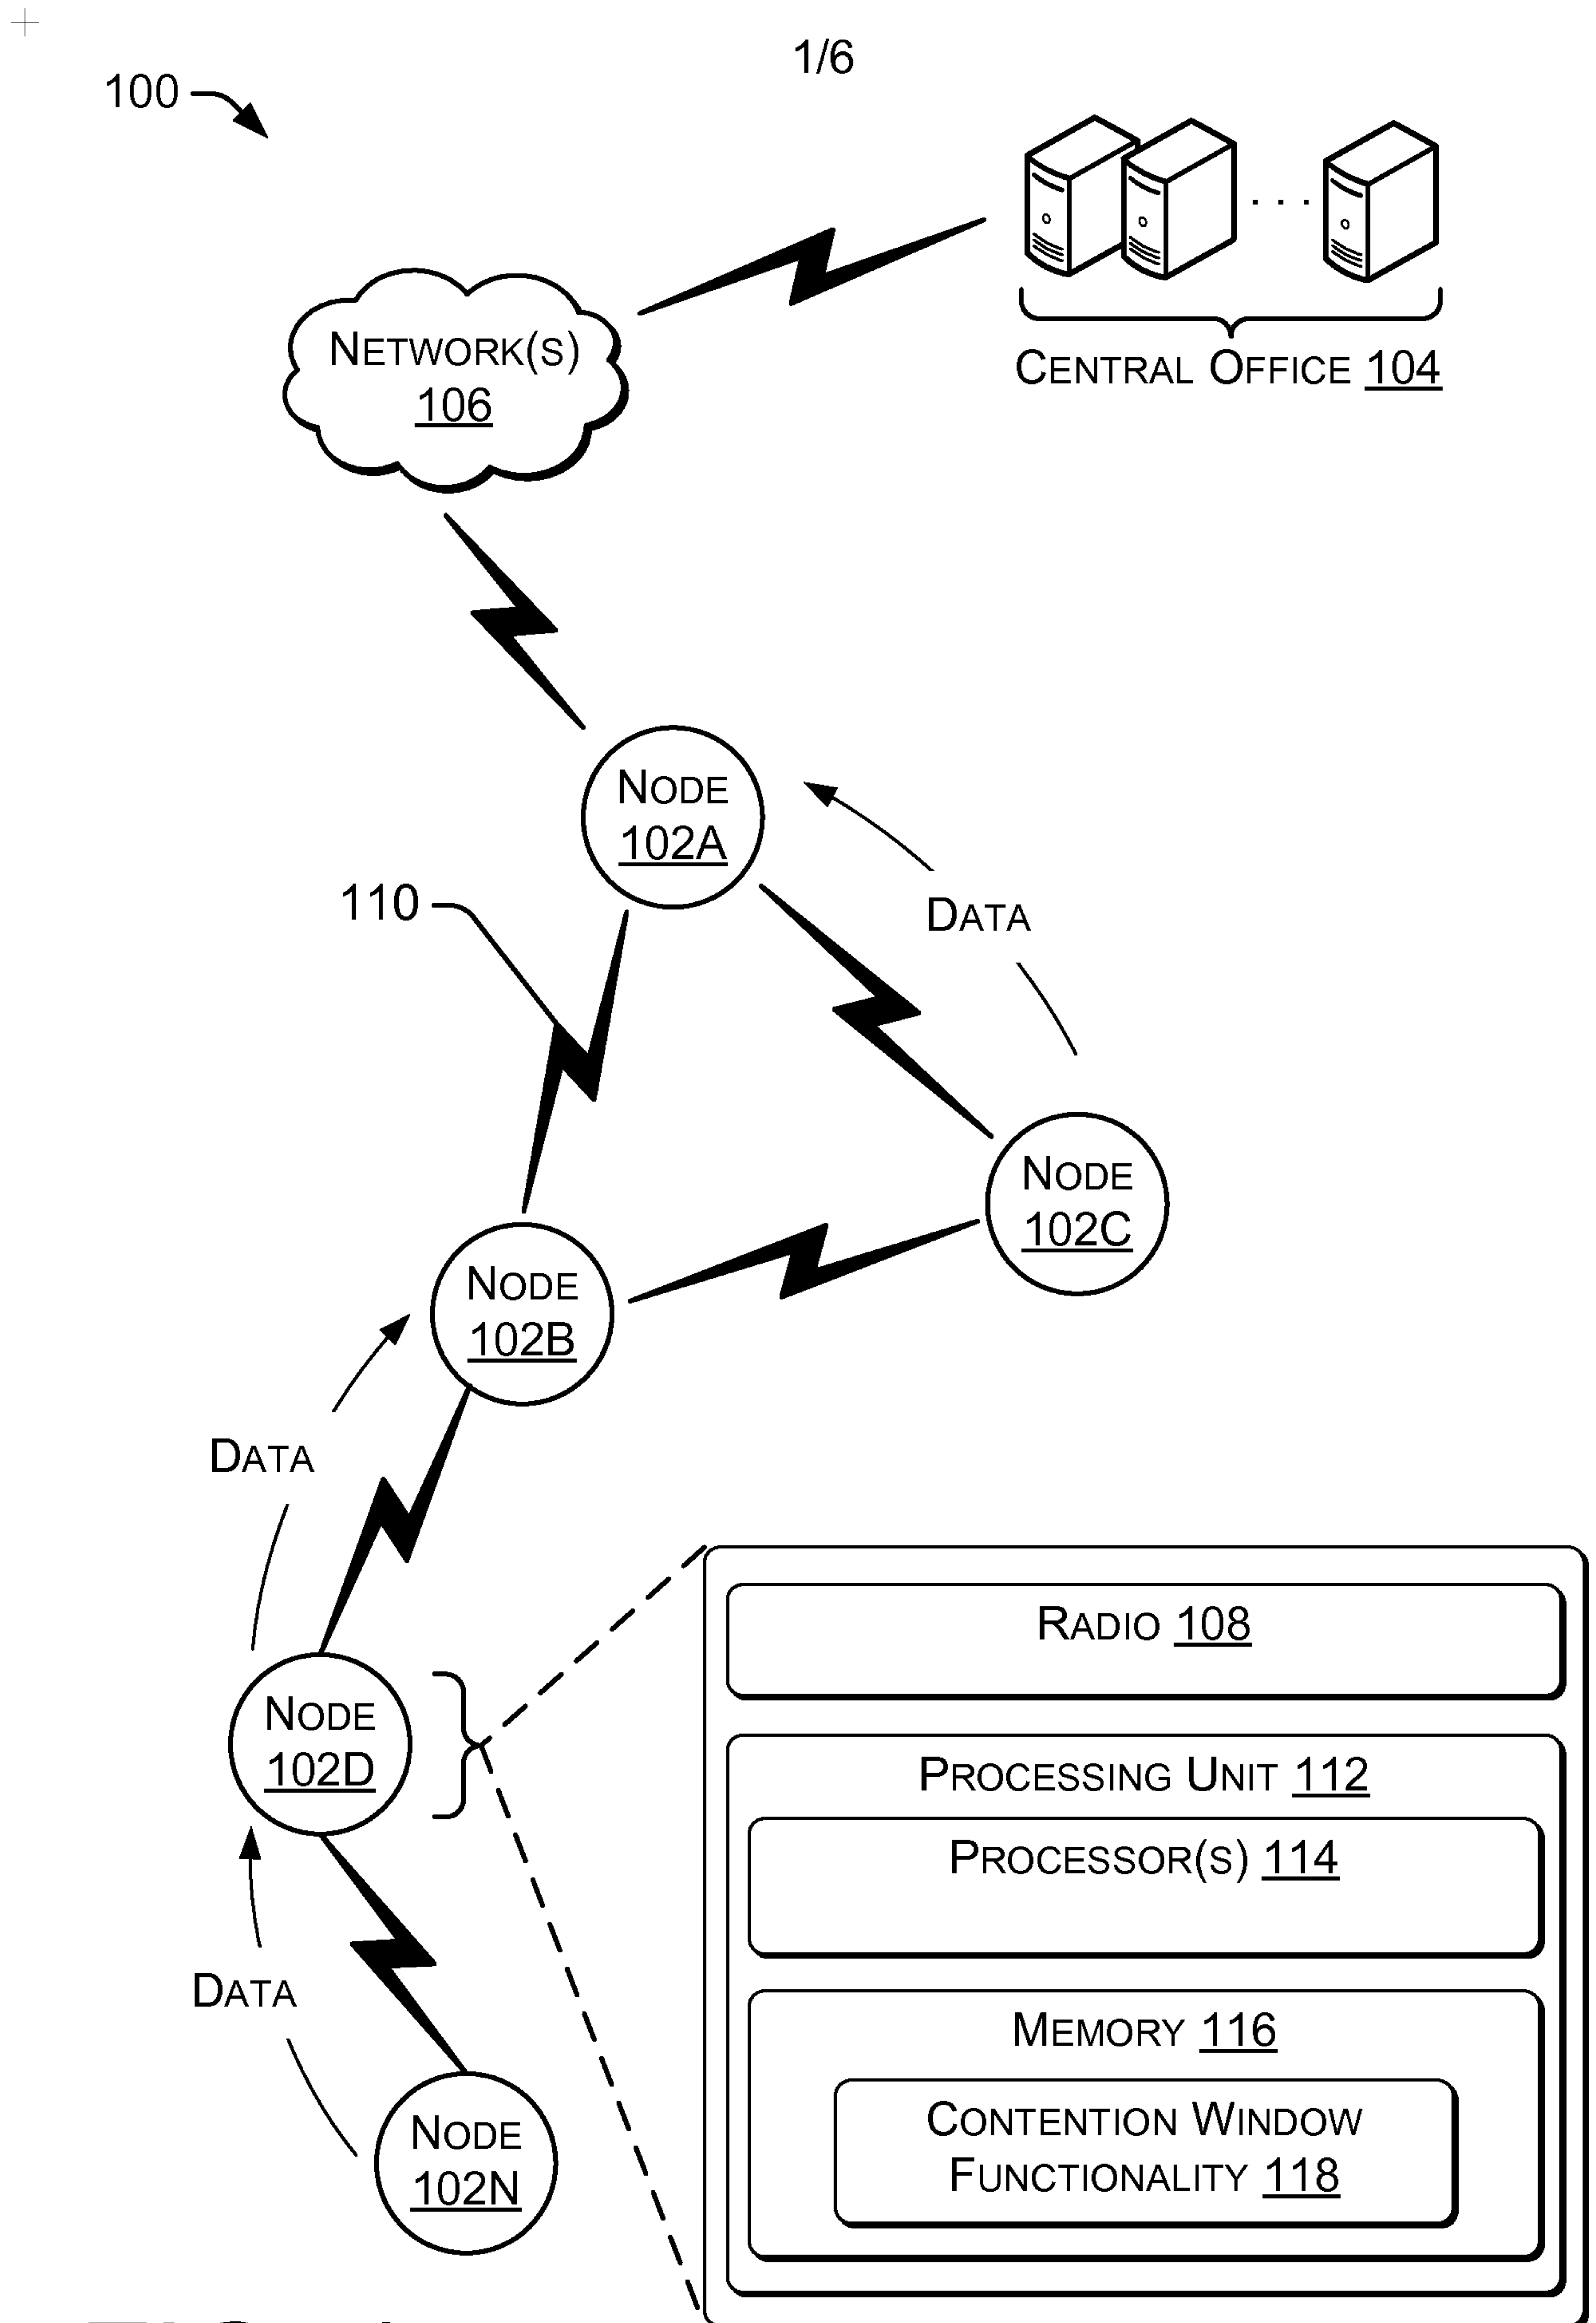 1/6
100
NETWORK(S)
106
CENTRAL OFFICE 104
NODE
102A
110
DATA
NODE
102C
NODE
102B
DATA
RADIO 108
NODE
102D
PROCESSING UNIT 112
PROCESSOR(S) 114
DATA
MEMORY 116
NODE
102N
CONTENTION WINDOW
FUNCTIONALITY 118